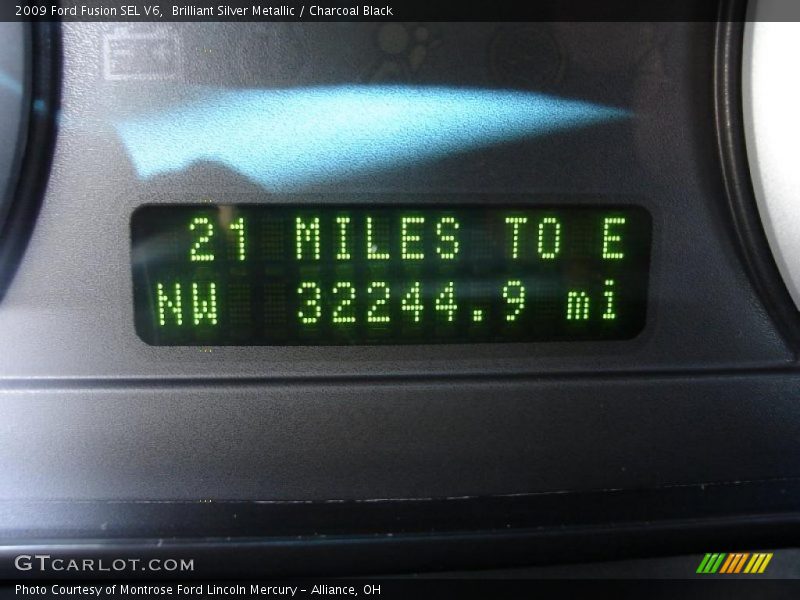 2009 Ford Fusion SEL V6,  Brilliant Silver Metallic / Charcoal Black
21 MILES TO E
NW 32244.9 mi
GTCARLOT.COM
Photo Courtesy of Montrose Ford Lincoln Mercury - Alliance, OH